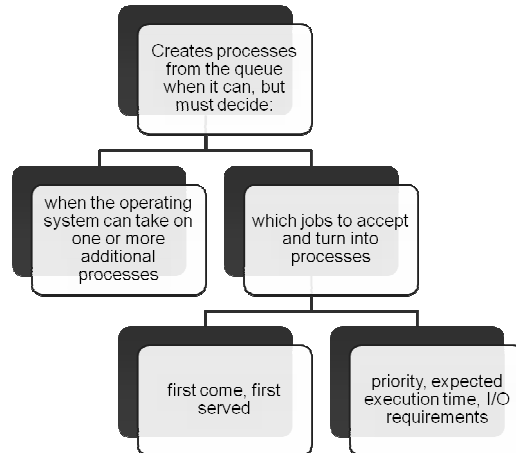 Creates processes
from the queue
when it can, but
must decide:
when the operating
system can take on
one or more
additional
processes
which jobs to accept
and turn into
processes
first come, first
served
priority, expected
execution time, I/O
requirements